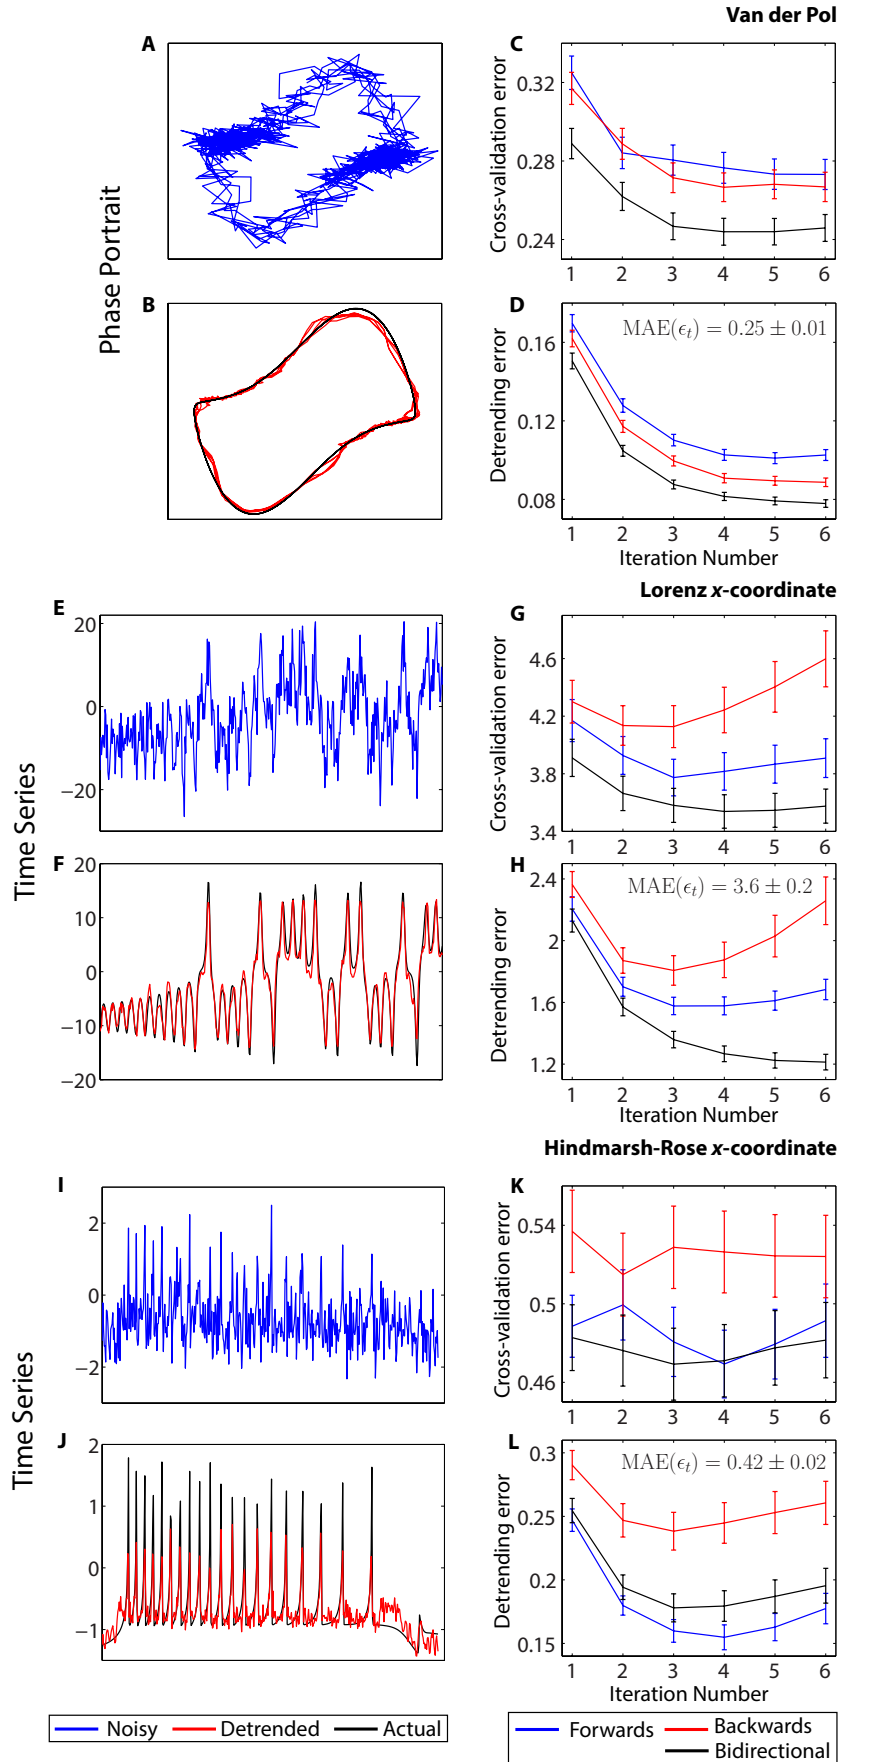 Van der Pol
A
Phase Portrait
B
C
Cross-validation error
0.32
0.28
0.24
1 2 3 4 5 6
D
Detrending error
MAE(ϵt) = 0.25 ± 0.01
0.16
0.12
0.08
1 2 3 4 5 6
Iteration Number
Lorenz x-coordinate
E
Time Series
20
0
−20
F
20
10
0
−10
−20
G
Cross-validation error
4.6
4.2
3.8
3.4
1 2 3 4 5 6
H
Detrending error
MAE(ϵt) = 3.6 ± 0.2
2.4
2
1.6
1.2
1 2 3 4 5 6
Iteration Number
Hindmarsh-Rose x-coordinate
I
Time Series
2
0
−2
J
2
1
0
−1
K
Cross-validation error
0.54
0.5
0.46
1 2 3 4 5 6
L
Detrending error
MAE(ϵt) = 0.42 ± 0.02
0.3
0.25
0.2
0.15
1 2 3 4 5 6
Iteration Number
Noisy Detrended Actual
Forwards Backwards
Bidirectional